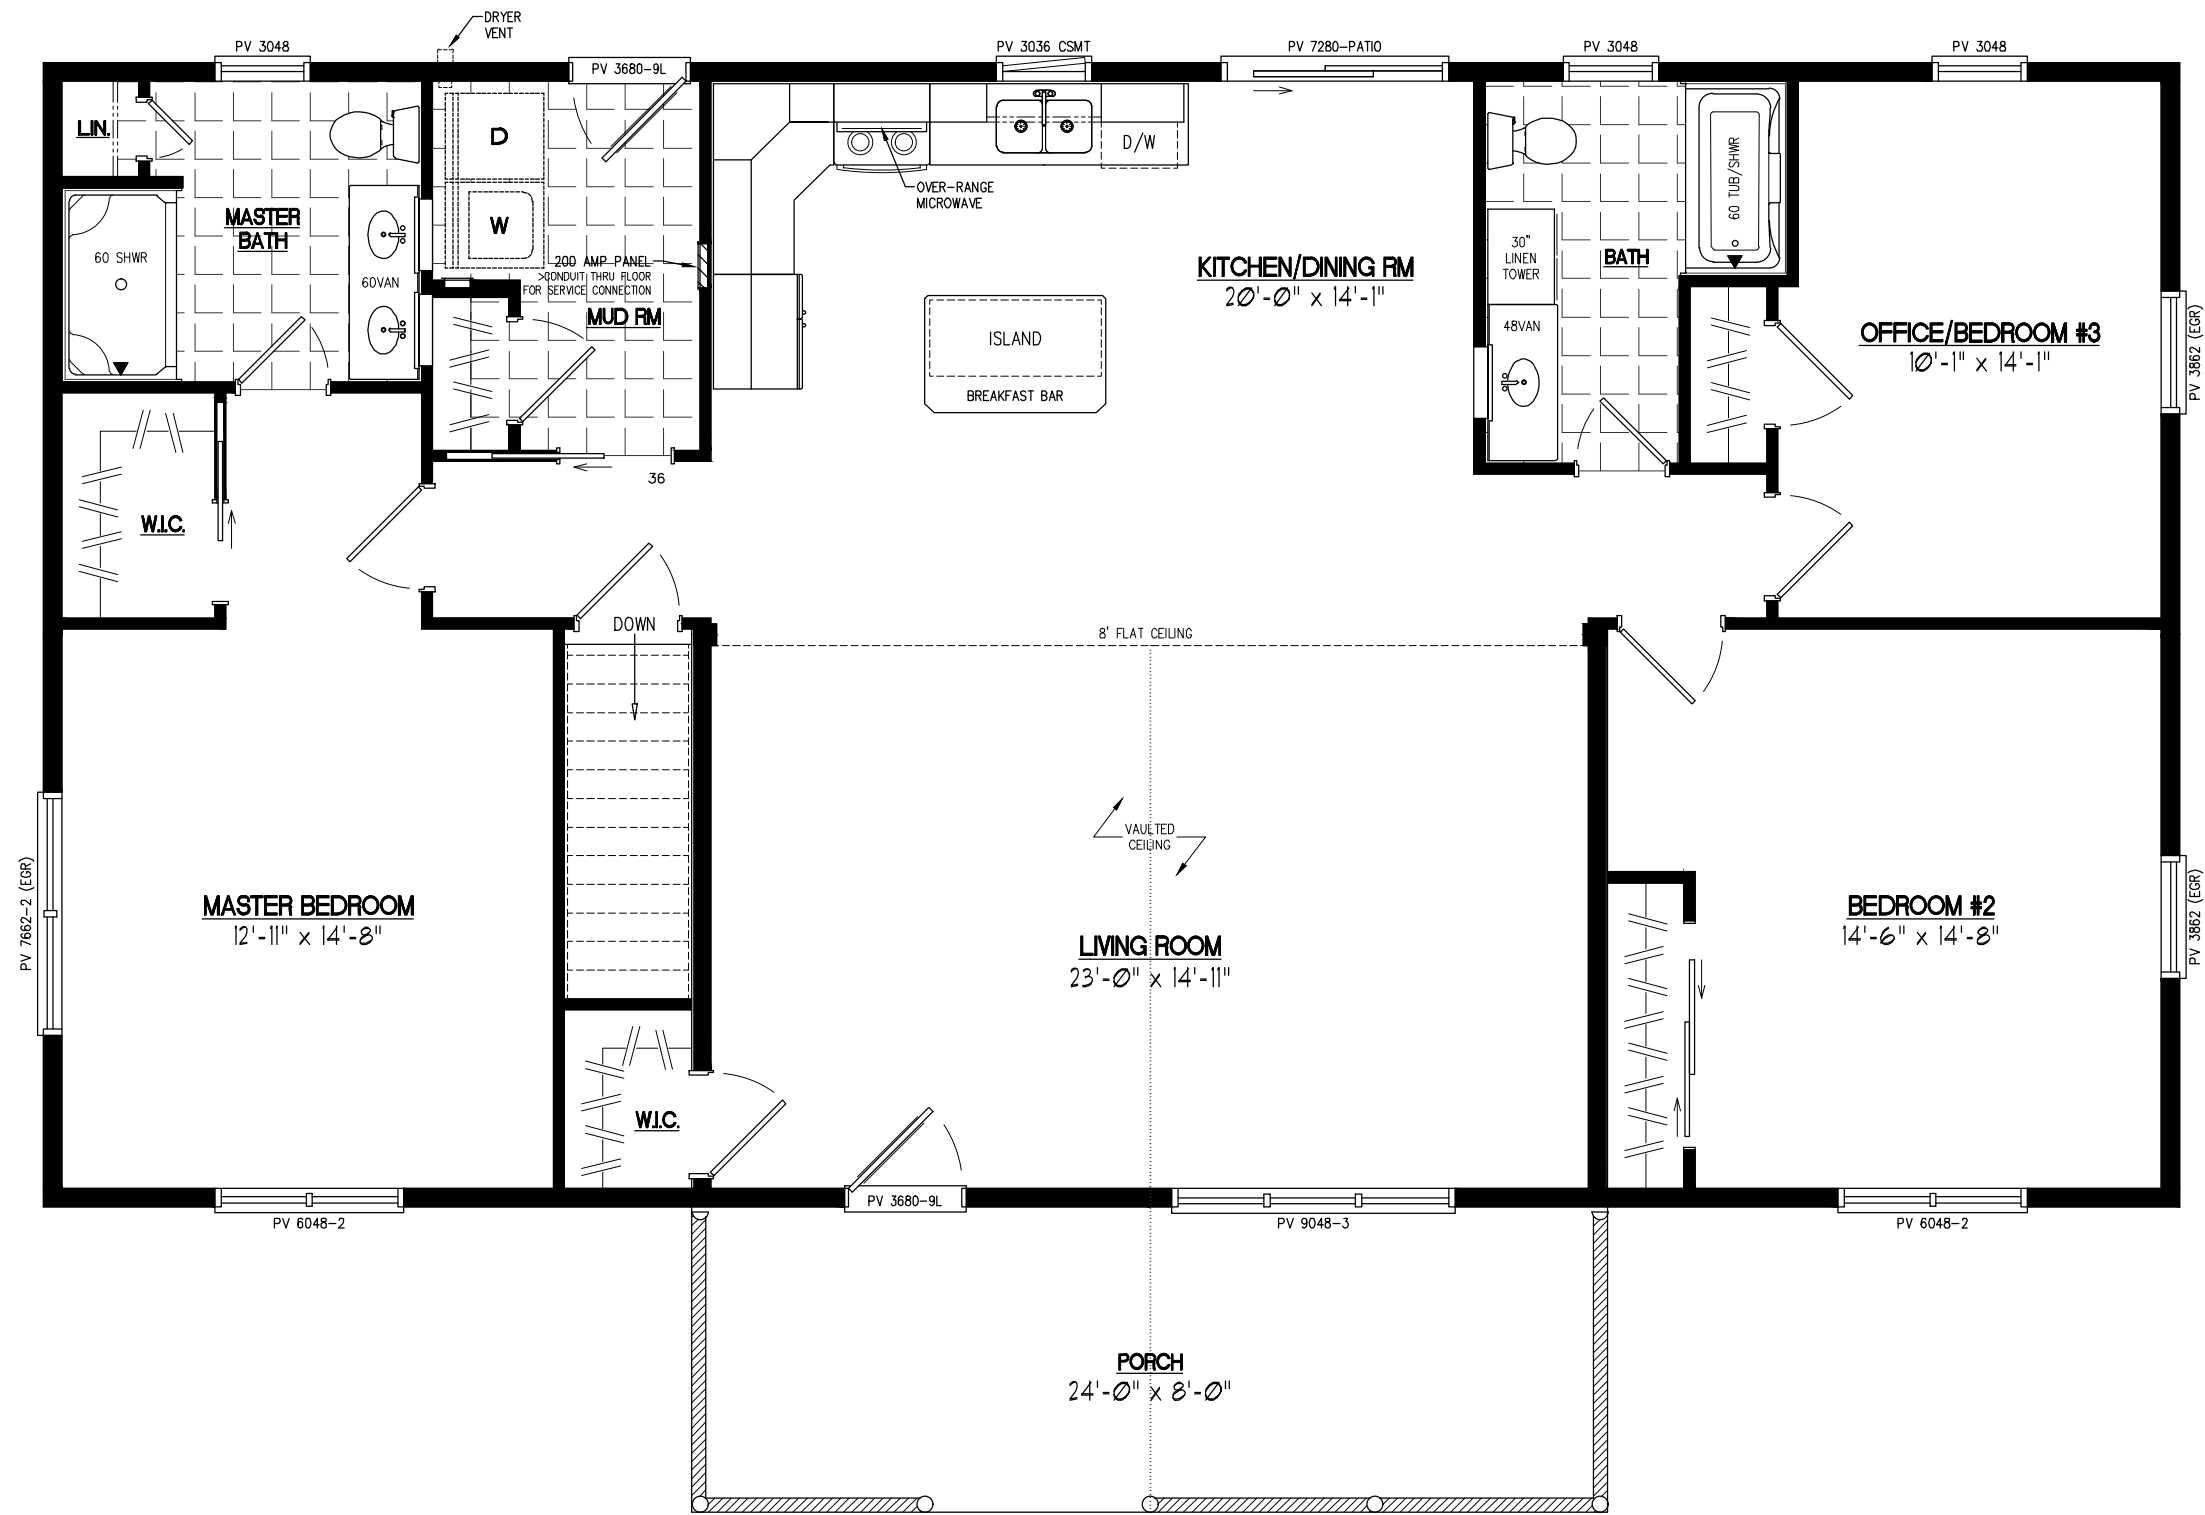 DRYER
VENT
PV 3048
PV 3680-9L
PV 3036 CSMT
PV 7280-PATIO
PV 3048
PV 3048
LIN.
D
W
D/W
OVER-RANGE
MICROWAVE
60 TUB/SHWR
MASTER
BATH
60 SHWR
60VAN
200 AMP PANEL
>CONDUIT THRU FLOOR
FOR SERVICE CONNECTION
MUD RM
KITCHEN/DINING RM
20'-0" x 14'-1"
ISLAND
BREAKFAST BAR
30"
LINEN
TOWER
BATH
48VAN
OFFICE/BEDROOM #3
10'-1" x 14'-1"
PV 3862 (EGR)
36
W.I.C.
DOWN
8' FLAT CEILING
VAULTED
CEILING
PV 7662-2 (EGR)
MASTER BEDROOM
12'-11" x 14'-8"
LIVING ROOM
23'-0" x 14'-11"
BEDROOM #2
14'-6" x 14'-8"
PV 3862 (EGR)
W.I.C.
PV 6048-2
PV 3680-9L
PV 9048-3
PV 6048-2
PORCH
24'-0" x 8'-0"